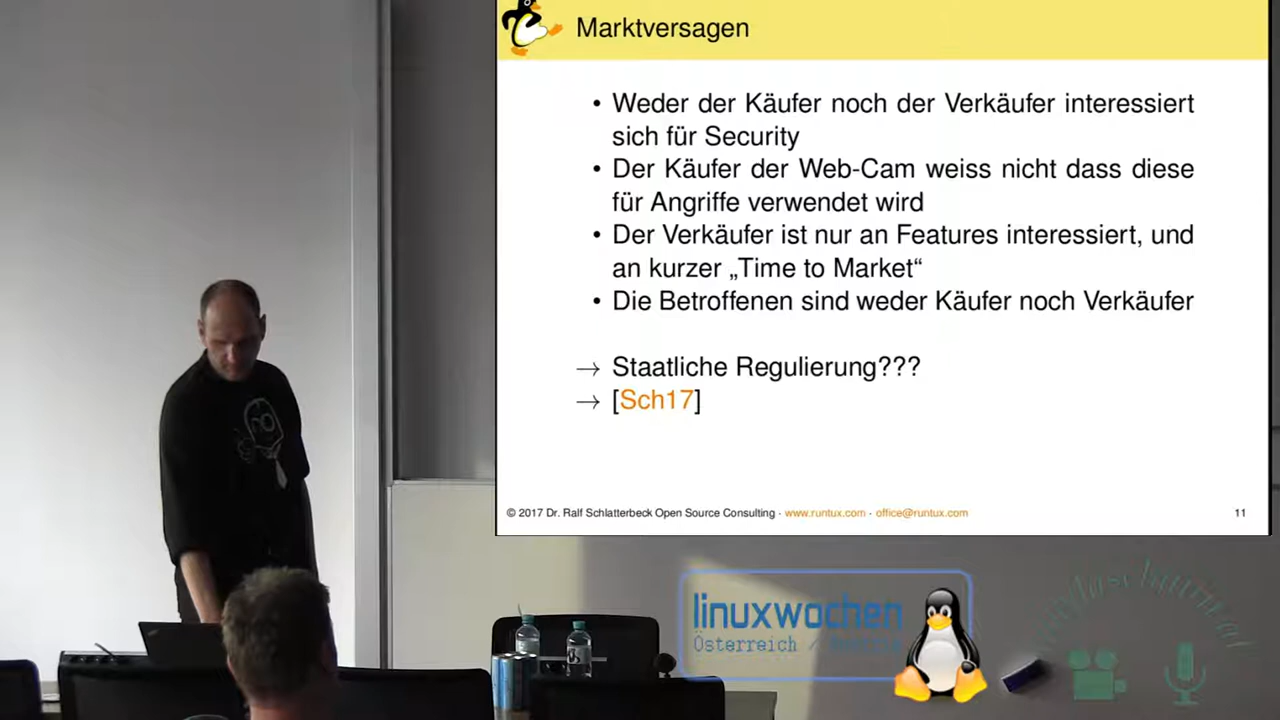 Marktversagen
• Weder der Käufer noch der Verkäufer interessiert
sich für Security
• Der Käufer der Web-Cam weiss nicht dass diese
für Angriffe verwendet wird
• Der Verkäufer ist nur an Features interessiert, und
an kurzer „Time to Market“
• Die Betroffenen sind weder Käufer noch Verkäufer
→ Staatliche Regulierung???
→ [Sch17]
© 2017 Dr. Ralf Schlatterbeck Open Source Consulting · www.runtux.com · office@runtux.com 11
linuxwochen
Österreich /